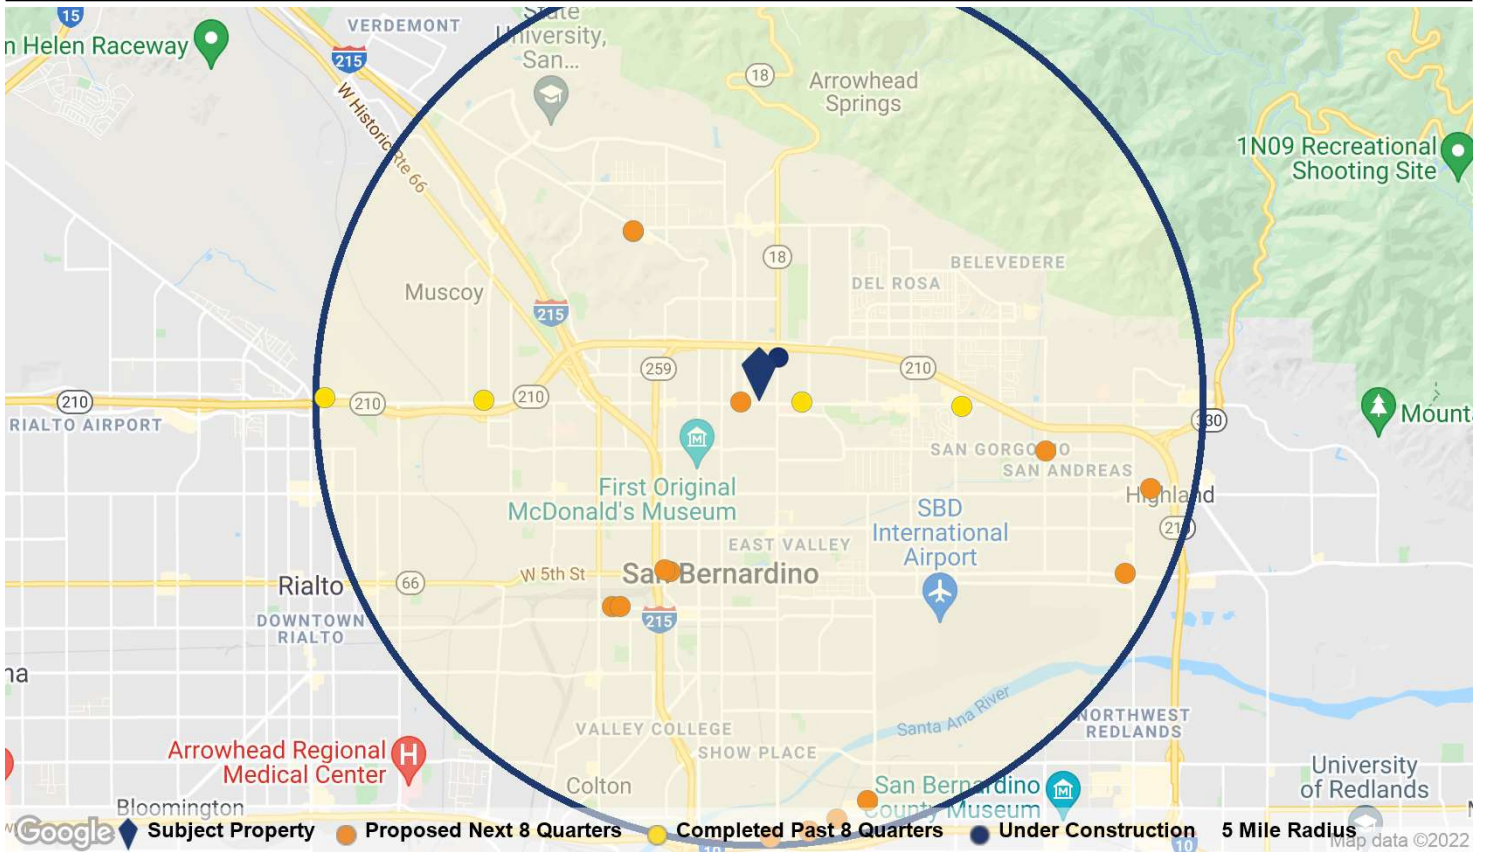 15
VERDEMONT
State
University,
San...
n Helen Raceway
215
W Historic Rte 66
18
Arrowhead
Springs
1N09 Recreational
Shooting Site
18
BELEVEDERE
DEL ROSA
Muscoy
215
259
210
210
210
210
RIALTO AIRPORT
330
Mount
SAN GORGONIO
SAN ANDREAS
Highland
210
First Original
McDonald's Museum
SBD
International
Airport
EAST VALLEY
W 5th St
San Bernardino
Rialto
66
DOWNTOWN
RIALTO
215
na
Santa Ana River
NORTHWEST
REDLANDS
VALLEY COLLEGE
SHOW PLACE
Arrowhead Regional
Medical Center
H
Colton
San Bernardino
County Museum
University
of Redlands
Bloomington
Google
Subject Property Proposed Next 8 Quarters Completed Past 8 Quarters Under Construction 5 Mile Radius
10
10
Map data ©2022